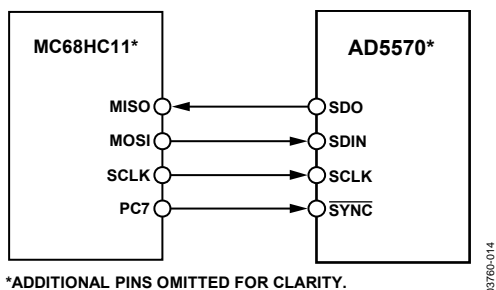 MC68HC11*
AD5570*
MISO
SDO
MOSI
SDIN
SCLK
SCLK
PC7
SYNC
*ADDITIONAL PINS OMITTED FOR CLARITY.
03760-014